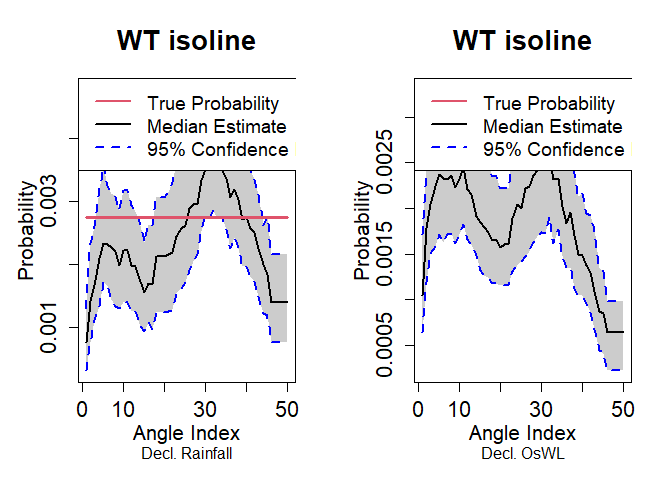 WT isoline
True Probability
Median Estimate
95% Confidence
Probability
0.001
0.003
0
10
30
50
Angle Index
Decl. Rainfall
WT isoline
True Probability
Median Estimate
95% Confidence
Probability
0.0005
0.0015
0.0025
0
10
30
50
Angle Index
Decl. OsWL